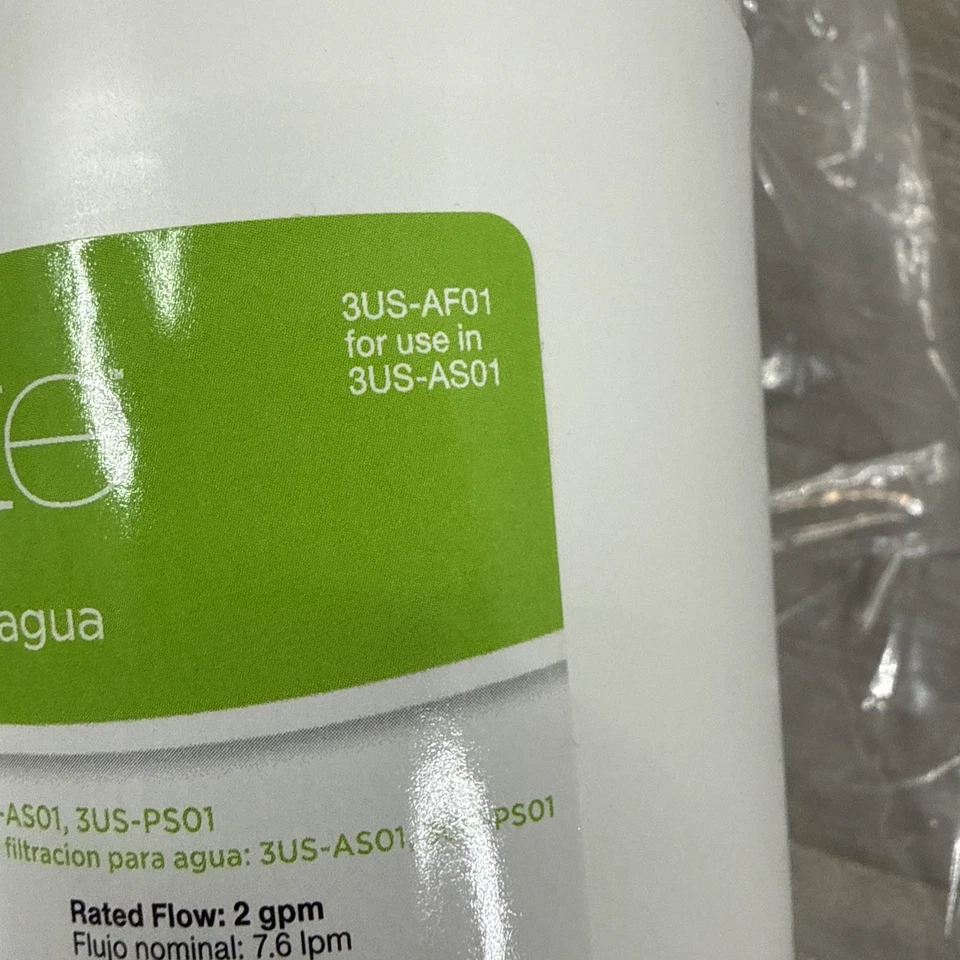 3US-AF01
for use in
3US-AS01
agua
-AS01, 3US-PS01
filtracion para agua: 3US-AS01, PS01
Rated Flow: 2 gpm
Flujo nominal: 7.6 lpm